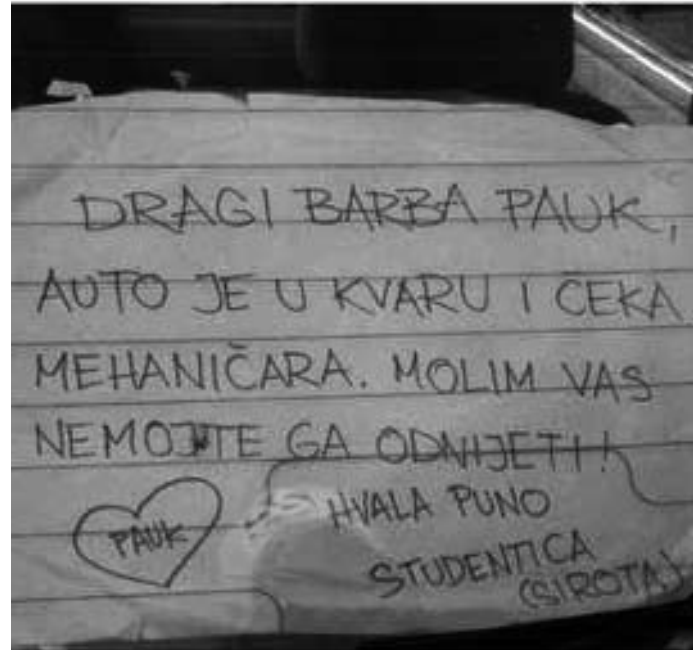 DRAGI BARBA PAUK,
AUTO JE U KVARU I ČEKA
MEHANIČARA. MOLIM VAS
NEMOJTE GA ODNIJETI!
PAUK
HVALA PUNO
STUDENTICA
(SIROTA)